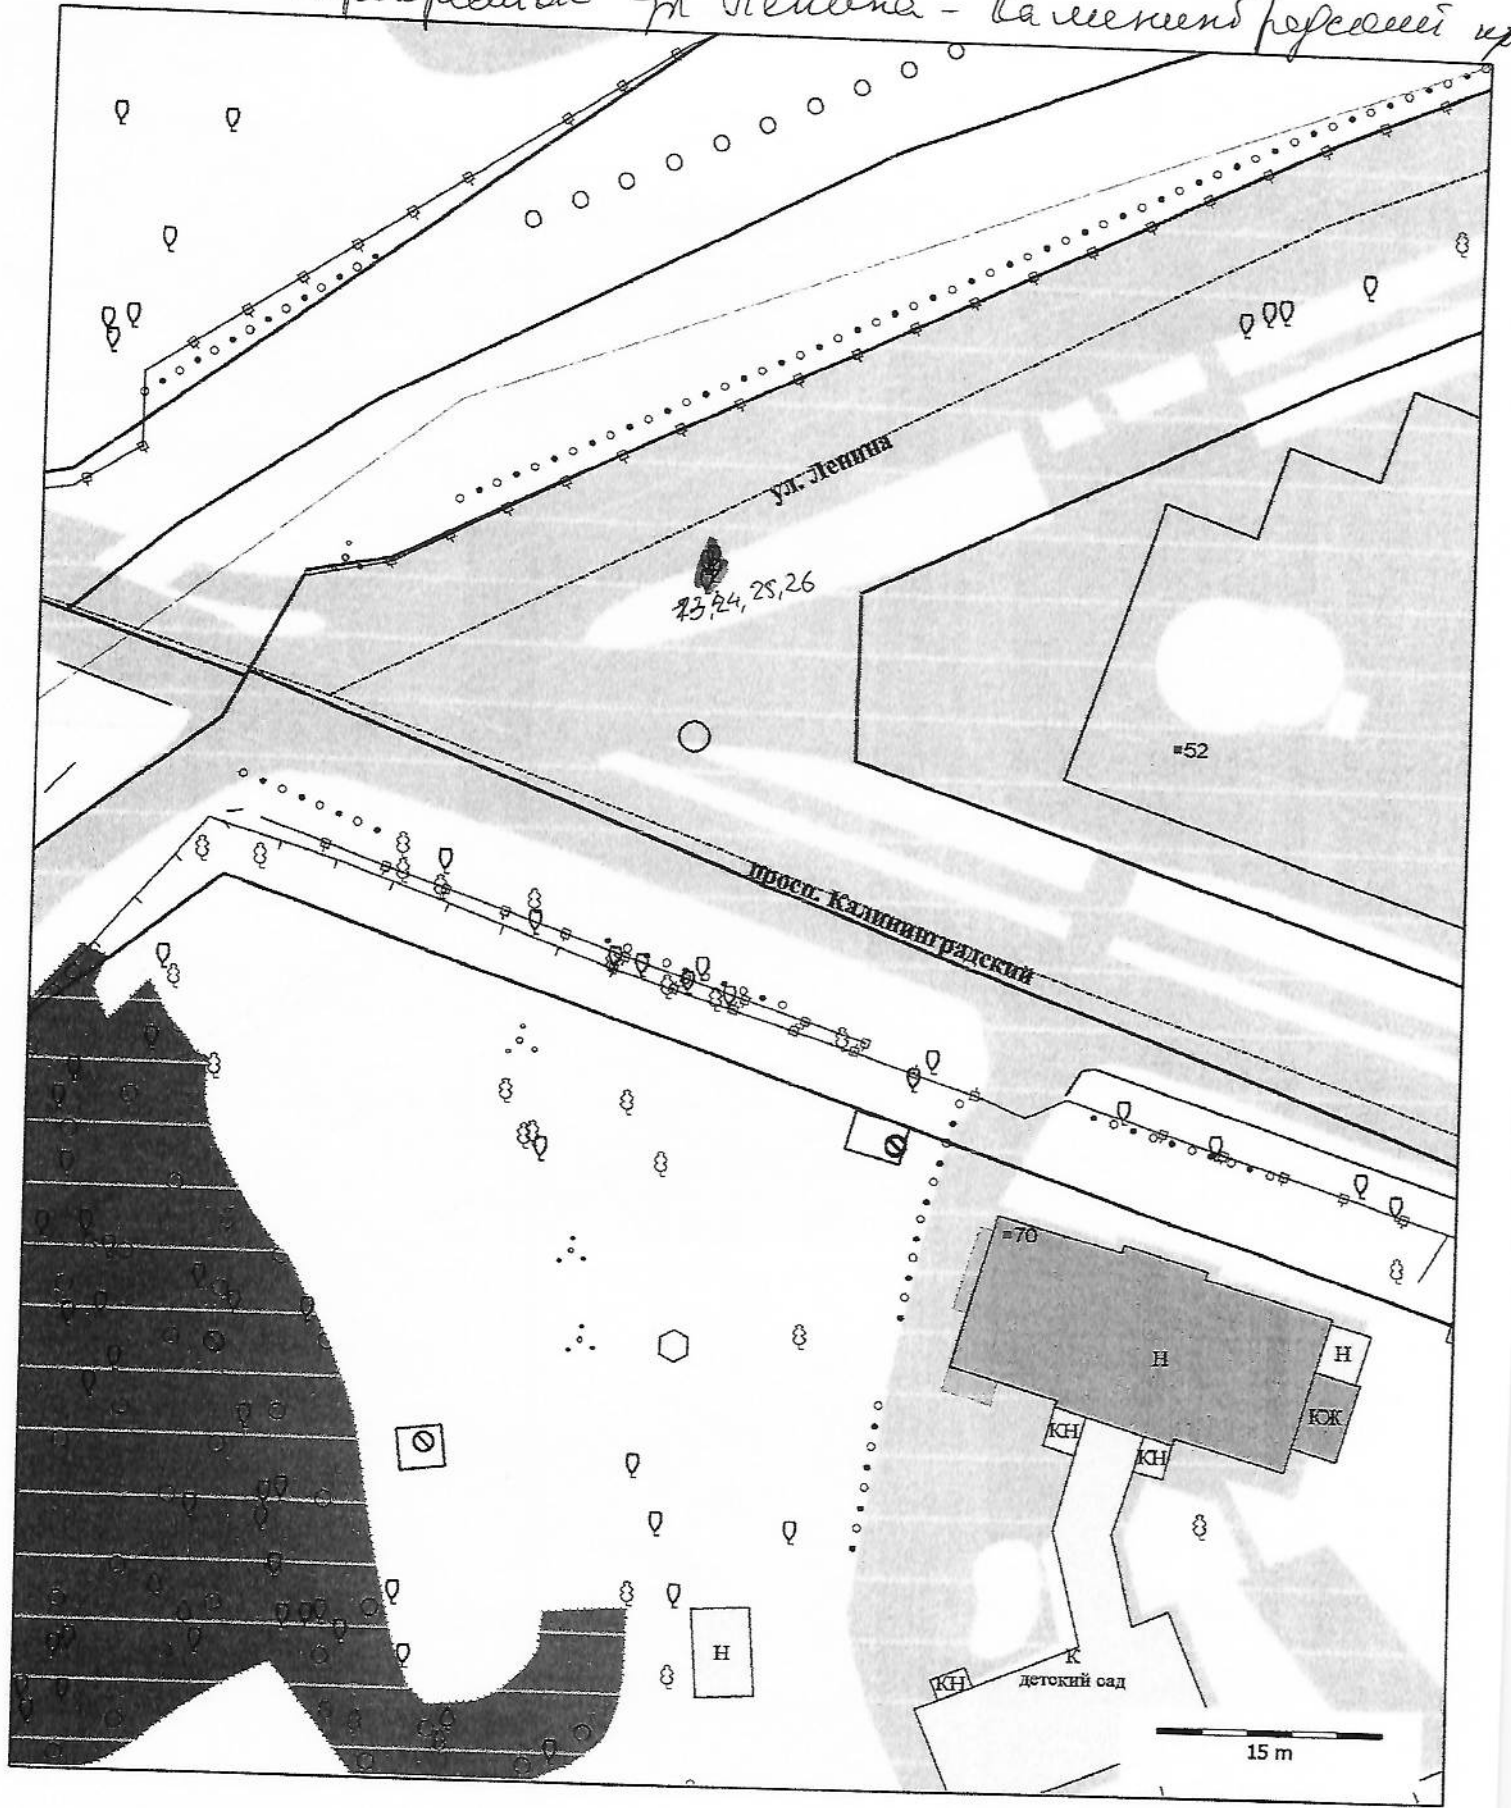 ул Ленина - Калининградский пр
ул. Ленина
23,24,25,26
52
просп. Калининградский
70
Н
Н
КЖ
КН
КН
Н
К
детский сад
КН
15 m